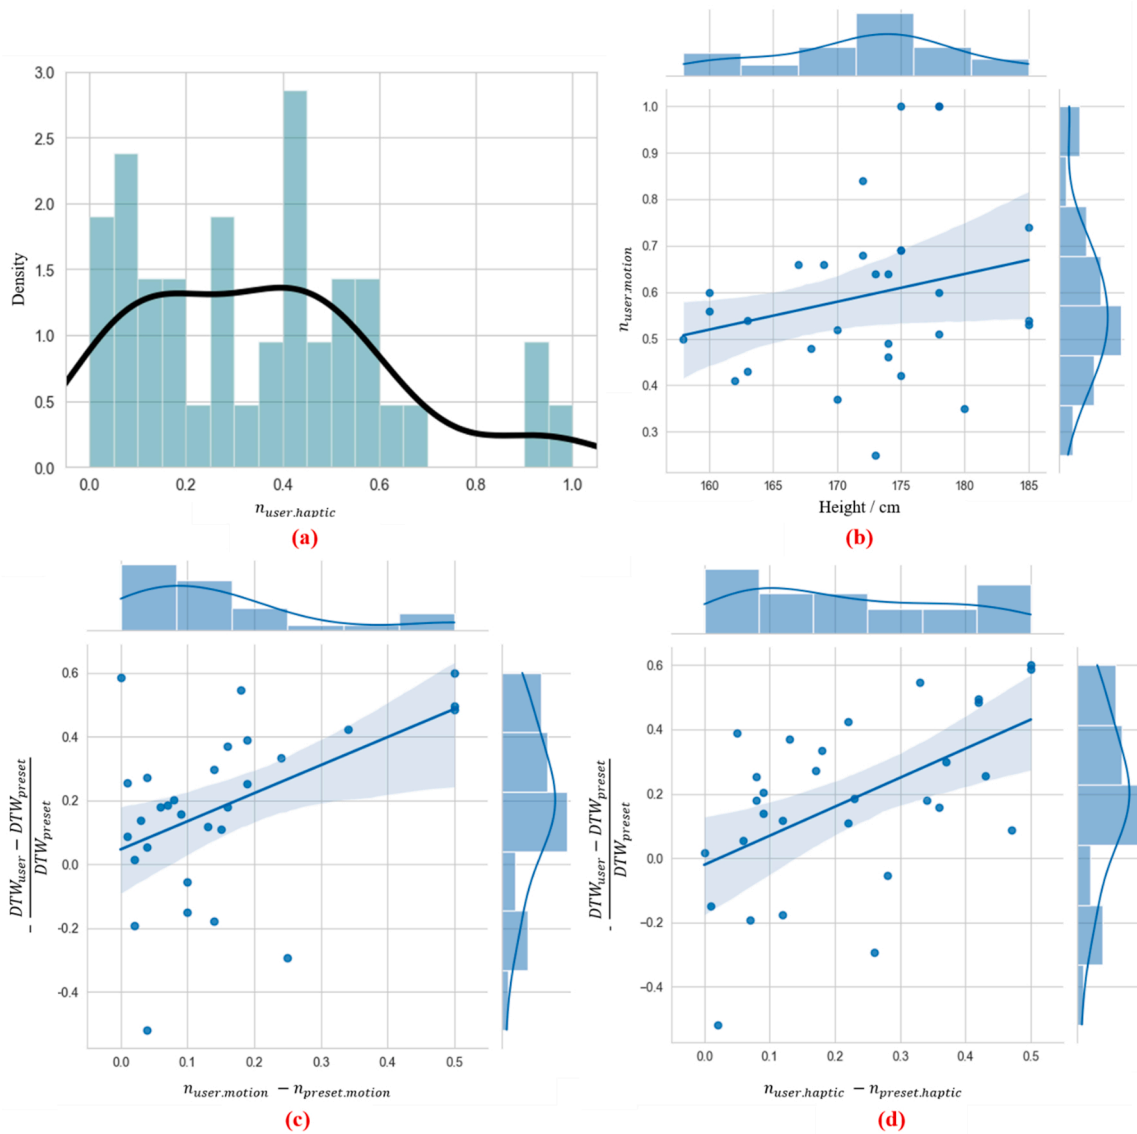 3.0
2.5
2.0
1.5
1.0
0.5
0.0
Density
0.0 0.2 0.4 0.6 0.8 1.0
n_user.haptic
(a)
1.0
0.9
0.8
0.7
0.6
0.5
0.4
0.3
n_user.motion
160 165 170 175 180 185
Height / cm
(b)
0.6
0.4
0.2
0.0
-0.2
-0.4
- (DTW_user − DTW_preset) / DTW_preset
0.0 0.1 0.2 0.3 0.4 0.5
n_user.motion − n_preset.motion
(c)
0.6
0.4
0.2
0.0
−0.2
−0.4
- (DTW_user − DTW_preset) / DTW_preset
0.0 0.1 0.2 0.3 0.4 0.5
n_user.haptic − n_preset.haptic
(d)